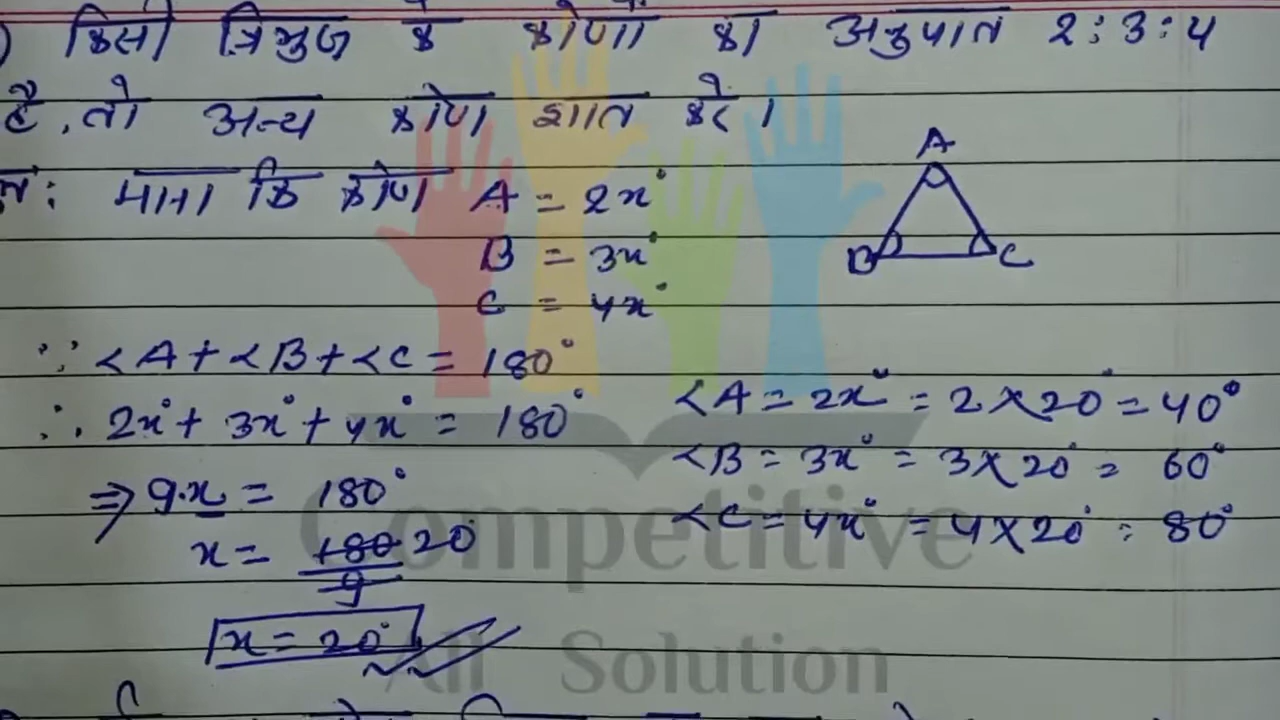 ) किसी त्रिभुज के कोणों का अनुपात 2:3:4
है, तो अन्य कोण ज्ञात करें।
माना कि कोण A = 2x°
B = 3x°
C = 4x°
A
B C
∵ <A + <B + <C = 180°
∴ 2x° + 3x° + 4x° = 180°
⇒ 9.x = 180°
x = 180 20°
9
x = 20°
<A = 2x° = 2×20° = 40°
<B = 3x° = 3×20° = 60°
<C = 4x° = 4×20° = 80°
Competitive
All Solution